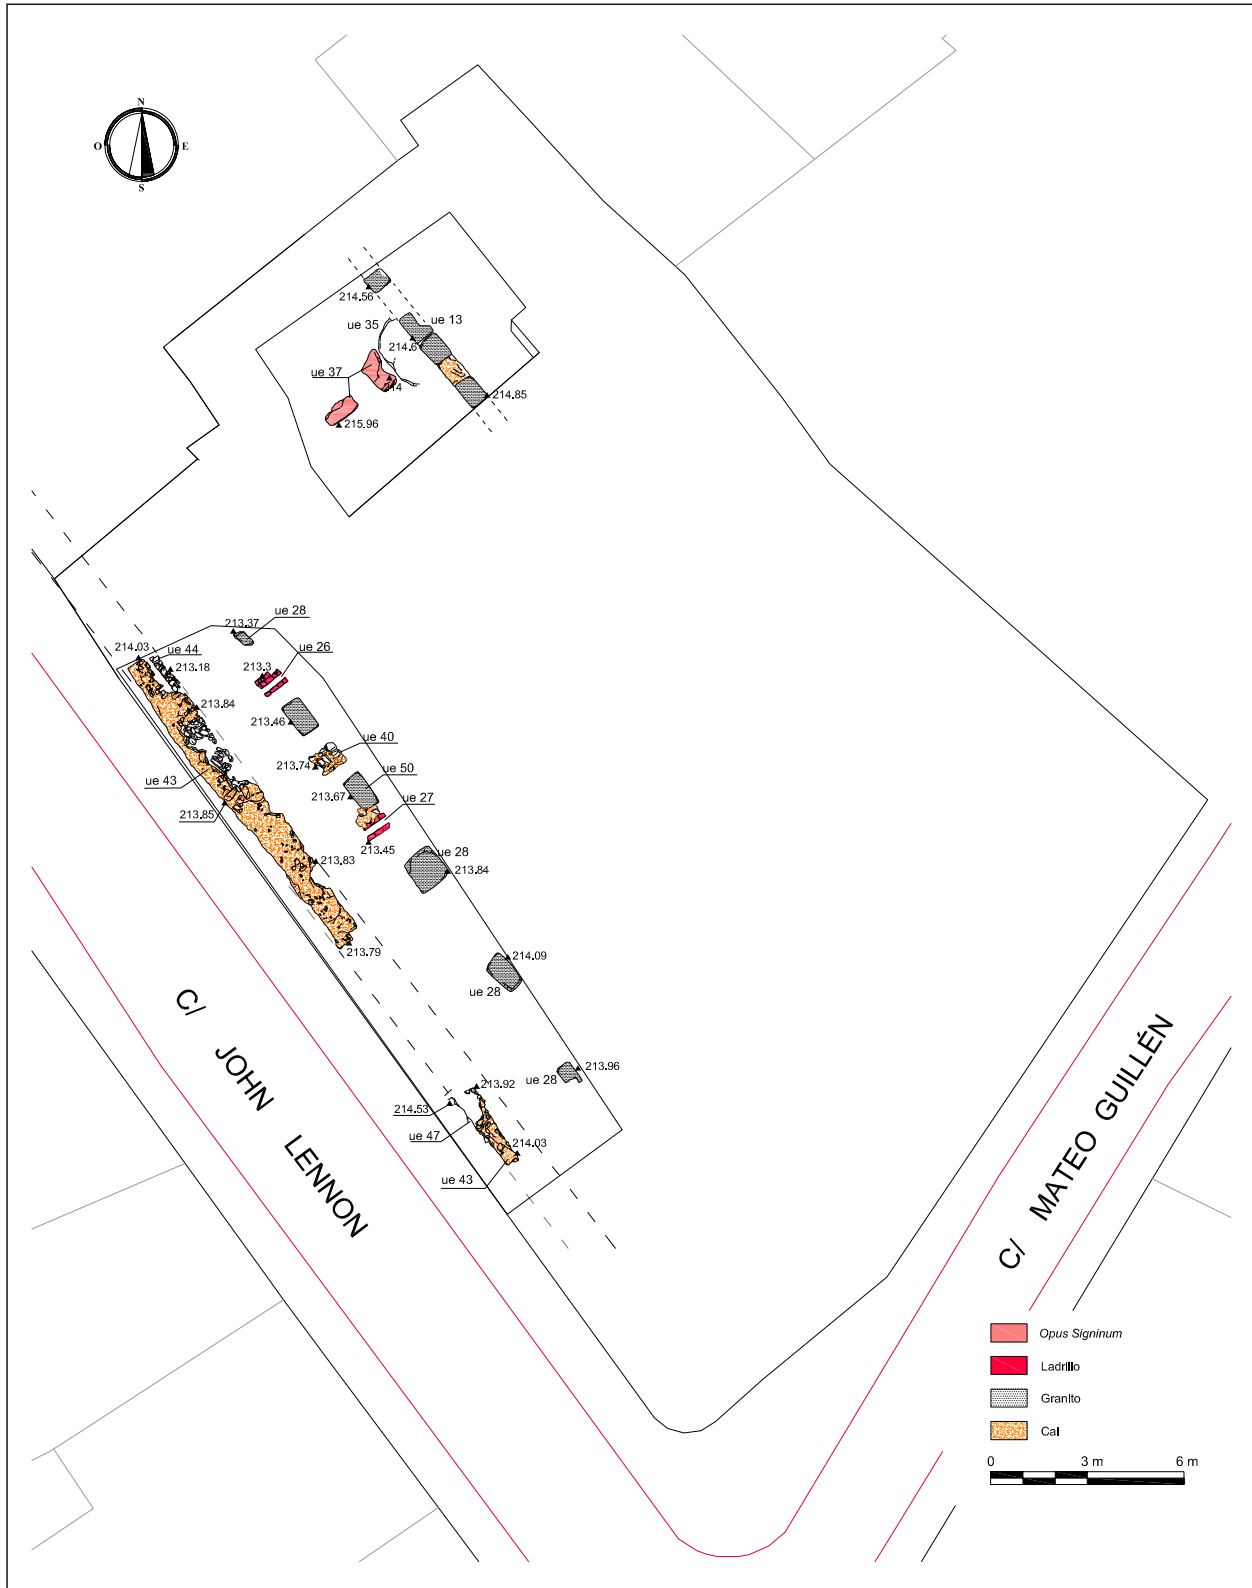 N
O
E
S
214.56
ue 35
ue 13
214.6
ue 37
214
214.85
215.96
213.37
ue 28
214.03
ue 44
ue 26
213.18
213.3
213.84
213.46
ue 40
213.74
ue 50
ue 43
213.67
ue 27
213.85
213.45
ue 28
213.83
213.84
213.79
214.09
ue 28
213.96
213.92
ue 28
214.53
ue 47
214.03
ue 43
C/ JOHN LENNON
C/ MATEO GUILLÉN
Opus Signinum
Ladrillo
Granito
Cal
0 3 m 6 m